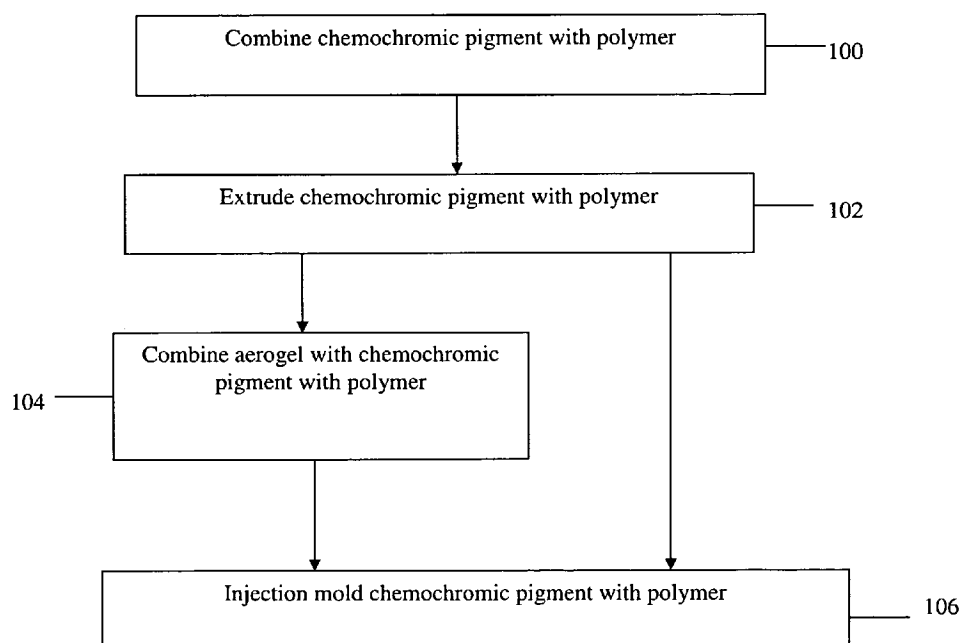 Combine chemochromic pigment with polymer
100
Extrude chemochromic pigment with polymer
102
Combine aerogel with chemochromic
pigment with polymer
104
Injection mold chemochromic pigment with polymer
106